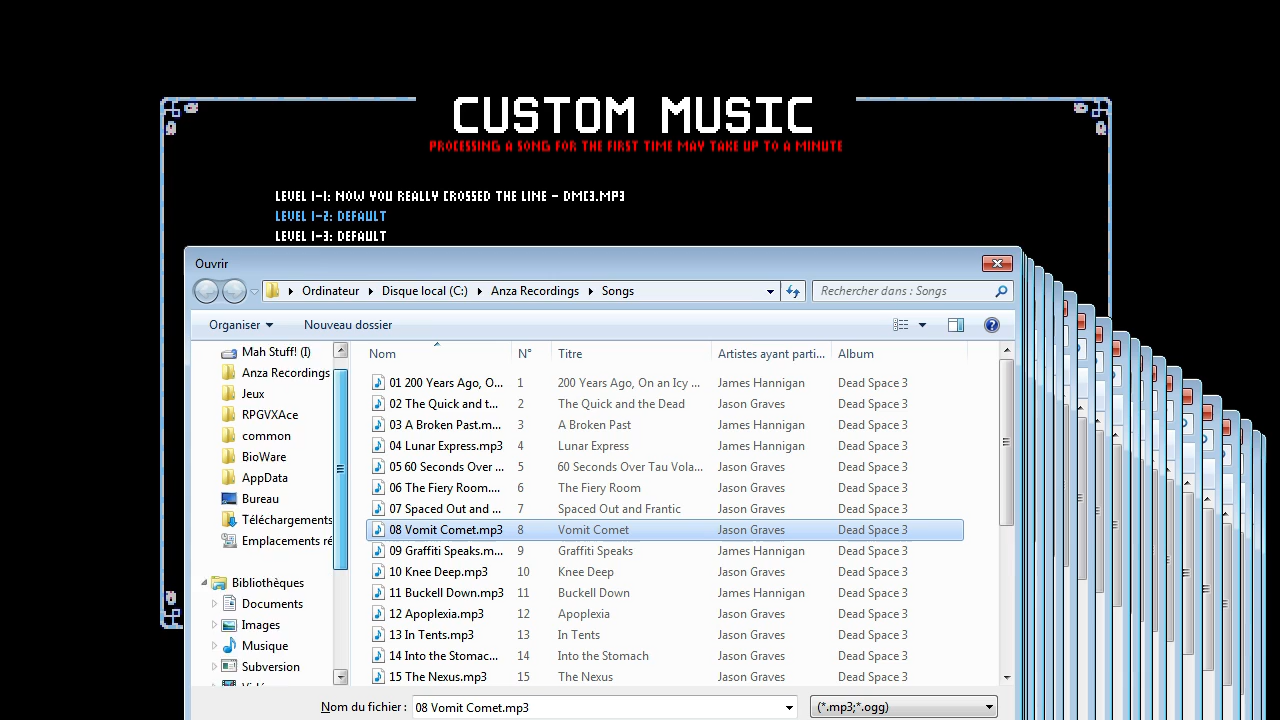 CUSTOM MUSIC
PROCESSING A SONG FOR THE FIRST TIME MAY TAKE UP TO A MINUTE
LEVEL 1-1: NOW YOU REALLY CROSSED THE LINE - DMC3.MP3
LEVEL 1-2: DEFAULT
LEVEL 1-3: DEFAULT
Ouvrir
Ordinateur Disque local (C:) Anza Recordings Songs Rechercher dans : Songs
Organiser Nouveau dossier
Mah Stuff! (I)
Anza Recordings
Jeux
RPGVXAce
common
BioWare
AppData
Bureau
Téléchargements
Emplacements ré
Bibliothèques
Documents
Images
Musique
Subversion
Nom N° Titre Artistes ayant parti... Album
01 200 Years Ago, O... 1 200 Years Ago, On an Icy ... James Hannigan Dead Space 3
02 The Quick and t... 2 The Quick and the Dead Jason Graves Dead Space 3
03 A Broken Past.m... 3 A Broken Past Jason Graves Dead Space 3
04 Lunar Express.mp3 4 Lunar Express James Hannigan Dead Space 3
05 60 Seconds Over ... 5 60 Seconds Over Tau Vola... Jason Graves Dead Space 3
06 The Fiery Room.... 6 The Fiery Room Jason Graves Dead Space 3
07 Spaced Out and ... 7 Spaced Out and Frantic Jason Graves Dead Space 3
08 Vomit Comet.mp3 8 Vomit Comet Jason Graves Dead Space 3
09 Graffiti Speaks.m... 9 Graffiti Speaks James Hannigan Dead Space 3
10 Knee Deep.mp3 10 Knee Deep Jason Graves Dead Space 3
11 Buckell Down.mp3 11 Buckell Down James Hannigan Dead Space 3
12 Apoplexia.mp3 12 Apoplexia Jason Graves Dead Space 3
13 In Tents.mp3 13 In Tents Jason Graves Dead Space 3
14 Into the Stomac... 14 Into the Stomach Jason Graves Dead Space 3
15 The Nexus.mp3 15 The Nexus Jason Graves Dead Space 3
Nom du fichier : 08 Vomit Comet.mp3 (*.mp3;*.ogg)